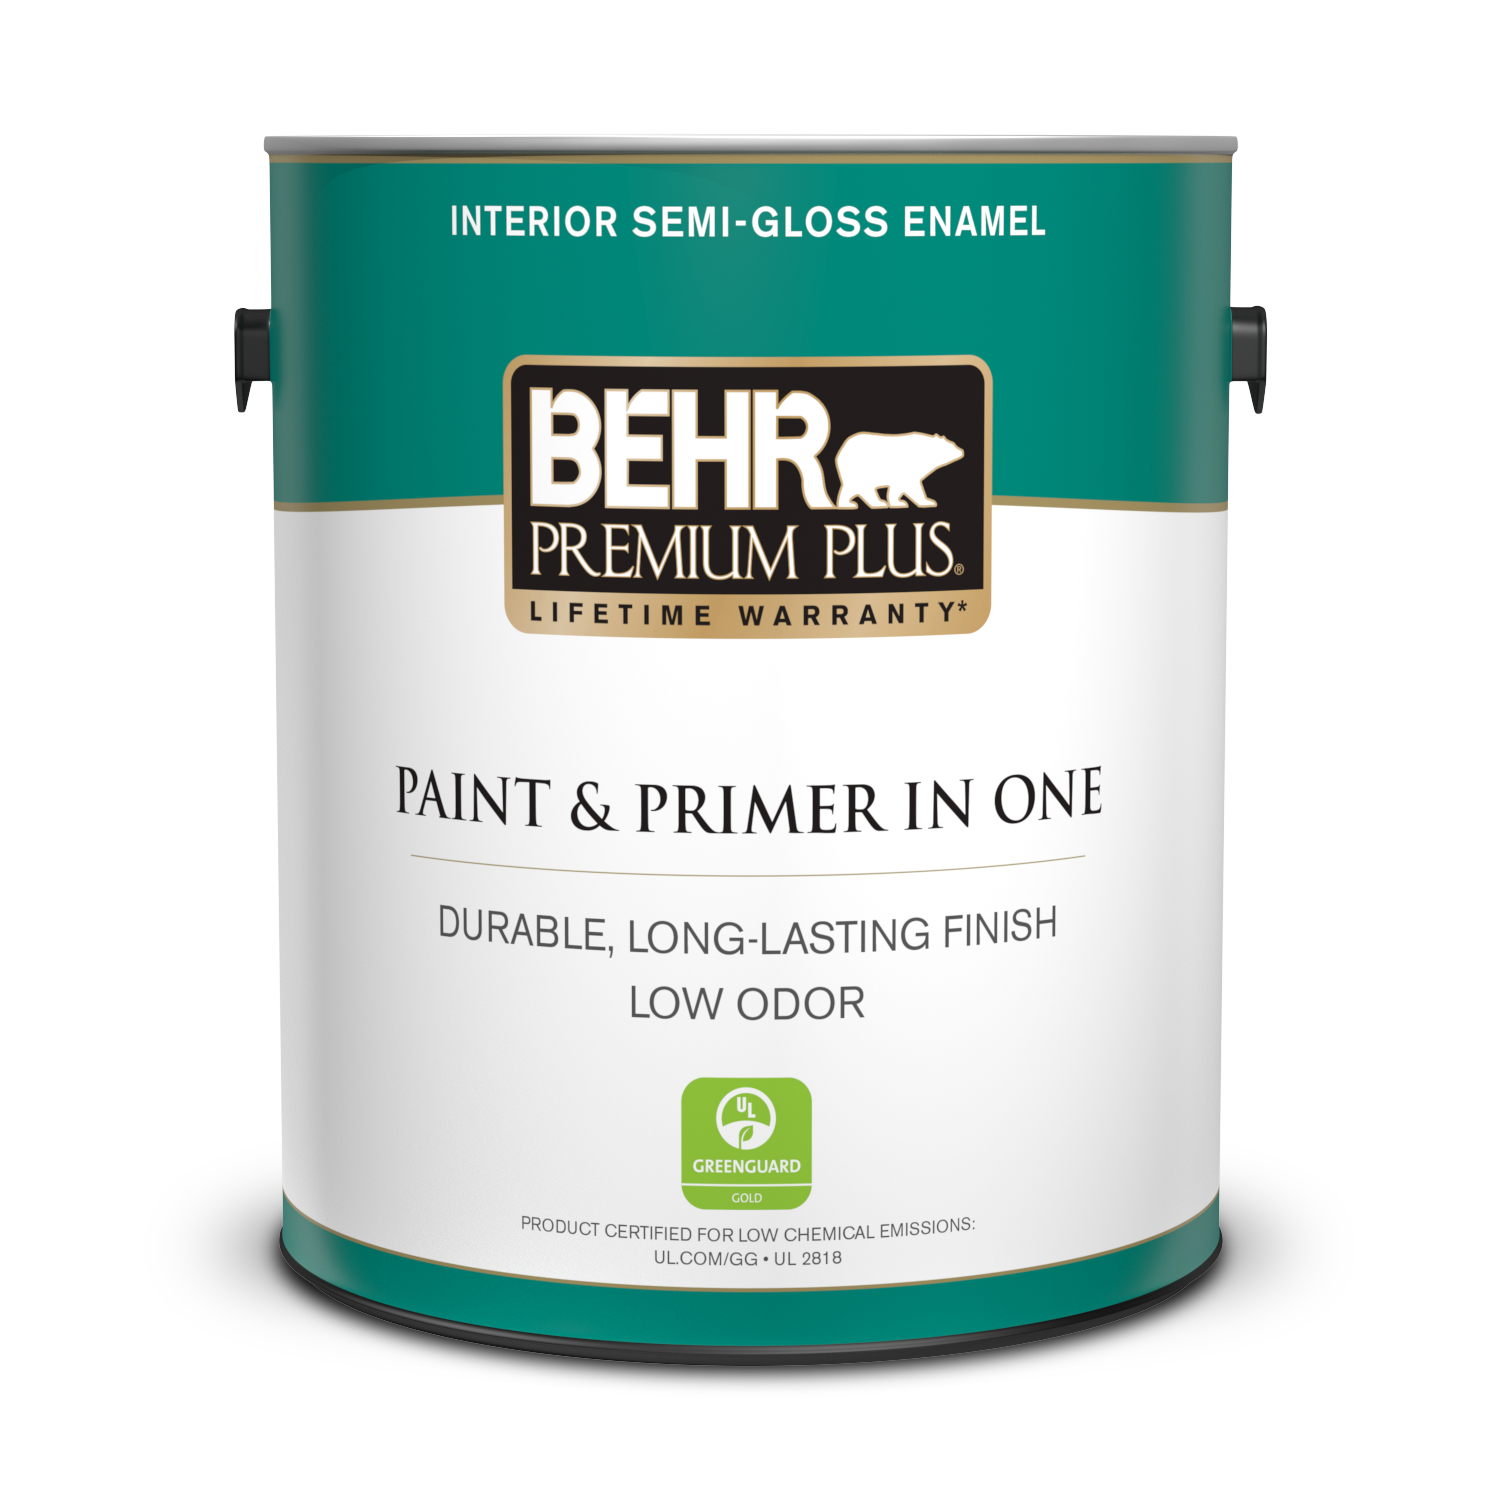 INTERIOR SEMI-GLOSS ENAMEL
BEHR
PREMIUM PLUS®
LIFETIME WARRANTY*
PAINT & PRIMER IN ONE
DURABLE, LONG-LASTING FINISH
LOW ODOR
UL
GREENGUARD
GOLD
PRODUCT CERTIFIED FOR LOW CHEMICAL EMISSIONS:
UL.COM/GG • UL 2818